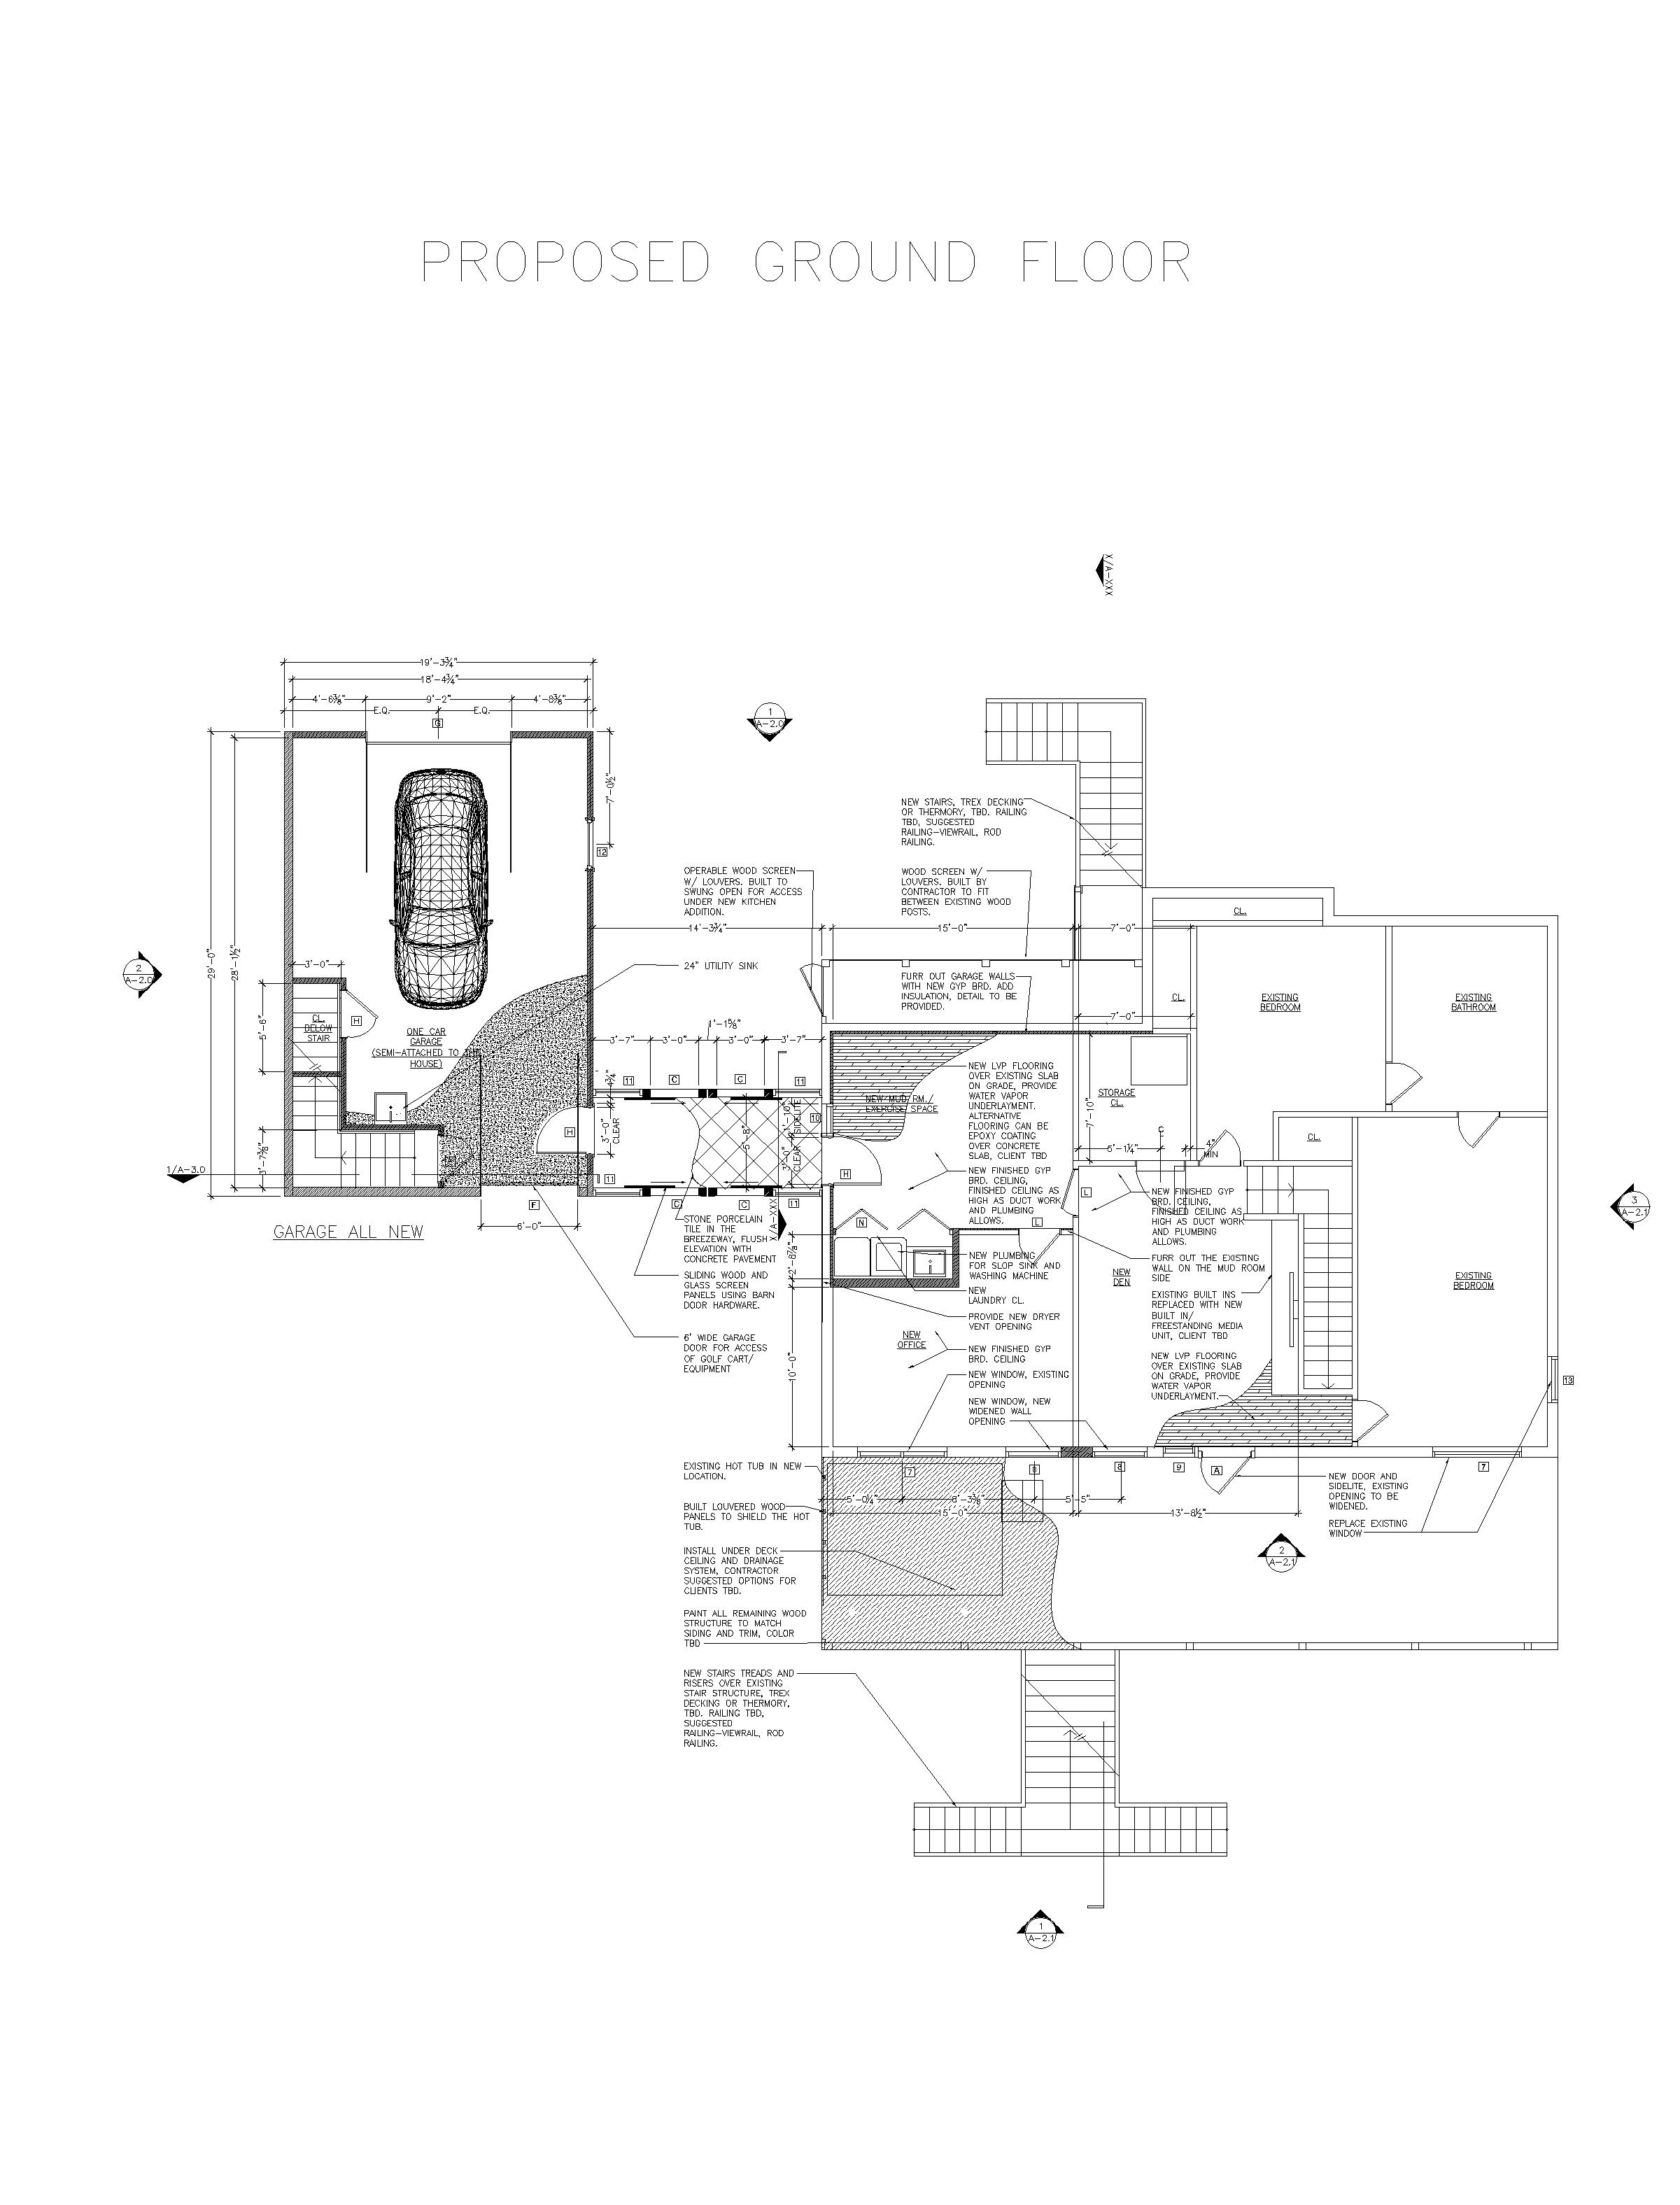 PROPOSED GROUND FLOOR
X/A-XXX
19'-3¾"
18'-4¾"
4'-6⅜"
9'-2"
4'-8⅜"
E.Q.
E.Q.
G
1
A-2.0
7'-0½"
12
29'-0"
28'-1½"
2
A-2.0
3'-0"
5'-6"
CL.
BELOW
STAIR
H
ONE CAR
GARAGE
(SEMI-ATTACHED TO THE
HOUSE)
3'-7⅞"
1/A-3.0
GARAGE ALL NEW
F
6'-0"
H
3'-0"
CLEAR
NEW STAIRS, TREX DECKING
OR THERMORY, TBD. RAILING
TBD, SUGGESTED
RAILING-VIEWRAIL, ROD
RAILING.
OPERABLE WOOD SCREEN
W/ LOUVERS. BUILT TO
SWUNG OPEN FOR ACCESS
UNDER NEW KITCHEN
ADDITION.
WOOD SCREEN W/
LOUVERS. BUILT BY
CONTRACTOR TO FIT
BETWEEN EXISTING WOOD
POSTS.
14'-3¾"
15'-0"
7'-0"
24" UTILITY SINK
FURR OUT GARAGE WALLS
WITH NEW GYP BRD. ADD
INSULATION, DETAIL TO BE
PROVIDED.
7'-0"
1'-1⅝"
3'-7"
3'-0"
3'-0"
3'-7"
11
C
C
11
5'-8"
1'-10"
SIDELITE
3'-0"
CLEAR
10
H
11
C
C
11
X/A-XXX
CL.
CL.
CL.
EXISTING
BEDROOM
EXISTING
BATHROOM
STORAGE
CL.
7'-10"
6'-1¼"
4"
MIN
NEW MUD RM./
EXERCISE SPACE
NEW LVP FLOORING
OVER EXISTING SLAB
ON GRADE, PROVIDE
WATER VAPOR
UNDERLAYMENT.
ALTERNATIVE
FLOORING CAN BE
EPOXY COATING
OVER CONCRETE
SLAB, CLIENT TBD
NEW FINISHED GYP
BRD. CEILING,
FINISHED CEILING AS
HIGH AS DUCT WORK
AND PLUMBING
ALLOWS.
N
L
L
NEW FINISHED GYP
BRD. CEILING,
FINISHED CEILING AS
HIGH AS DUCT WORK
AND PLUMBING
ALLOWS.
3
A-2.1
STONE PORCELAIN
TILE IN THE
BREEZEWAY, FLUSH
ELEVATION WITH
CONCRETE PAVEMENT
SLIDING WOOD AND
GLASS SCREEN
PANELS USING BARN
DOOR HARDWARE.
2'-6⅞"
NEW PLUMBING
FOR SLOP SINK AND
WASHING MACHINE
NEW
LAUNDRY CL.
PROVIDE NEW DRYER
VENT OPENING
NEW
DEN
FURR OUT THE EXISTING
WALL ON THE MUD ROOM
SIDE
EXISTING BUILT INS
REPLACED WITH NEW
BUILT IN/
FREESTANDING MEDIA
UNIT, CLIENT TBD
EXISTING
BEDROOM
6' WIDE GARAGE
DOOR FOR ACCESS
OF GOLF CART/
EQUIPMENT
10'-0"
NEW
OFFICE
NEW FINISHED GYP
BRD. CEILING
NEW WINDOW, EXISTING
OPENING
NEW WINDOW, NEW
WIDENED WALL
OPENING
NEW LVP FLOORING
OVER EXISTING SLAB
ON GRADE, PROVIDE
WATER VAPOR
UNDERLAYMENT.
13
7
8
9
A
7
EXISTING HOT TUB IN NEW
LOCATION.
5'-0¼"
6'-3⅜"
5'-5"
15'-0"
13'-8½"
NEW DOOR AND
SIDELITE, EXISTING
OPENING TO BE
WIDENED.
REPLACE EXISTING
WINDOW
BUILT LOUVERED WOOD
PANELS TO SHIELD THE HOT
TUB.
2
A-2.1
INSTALL UNDER DECK
CEILING AND DRAINAGE
SYSTEM, CONTRACTOR
SUGGESTED OPTIONS FOR
CLIENTS TBD.
PAINT ALL REMAINING WOOD
STRUCTURE TO MATCH
SIDING AND TRIM, COLOR
TBD
NEW STAIRS TREADS AND
RISERS OVER EXISTING
STAIR STRUCTURE, TREX
DECKING OR THERMORY,
TBD. RAILING TBD,
SUGGESTED
RAILING-VIEWRAIL, ROD
RAILING.
1
A-2.1